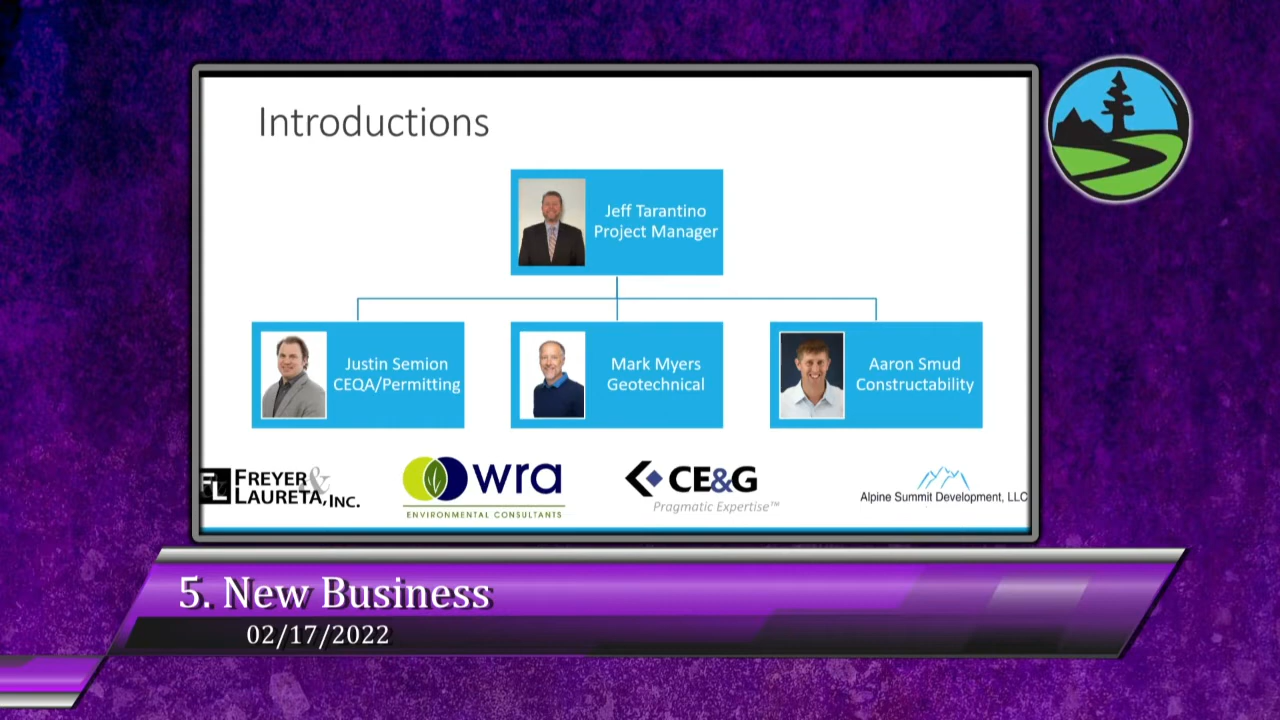 Introductions
Jeff Tarantino
Project Manager
Justin Semion
CEQA/Permitting
Mark Myers
Geotechnical
Aaron Smud
Constructability
FL FREYER &
LAURETA, INC.
wra
ENVIRONMENTAL CONSULTANTS
CE&G
Pragmatic Expertise™
Alpine Summit Development, LLC
5. New Business
02/17/2022